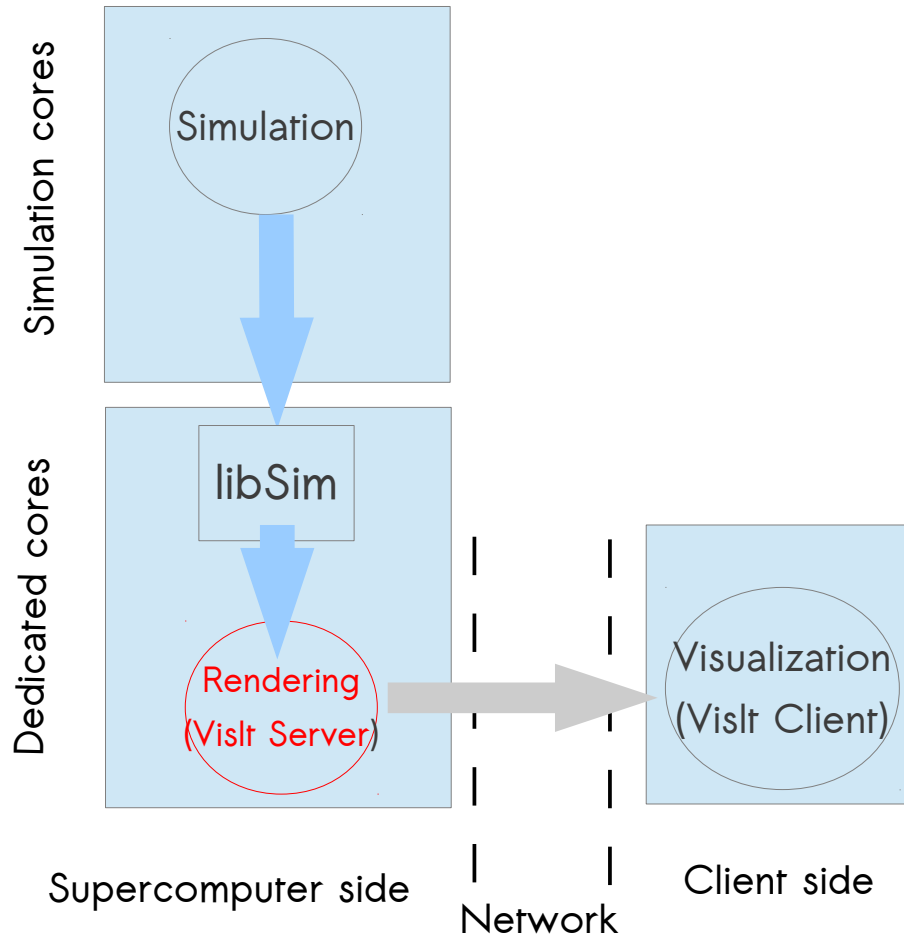 Simulation cores
Simulation
Dedicated cores
libSim
Rendering
(VisIt Server)
Visualization
(VisIt Client)
Supercomputer side
Network
Client side